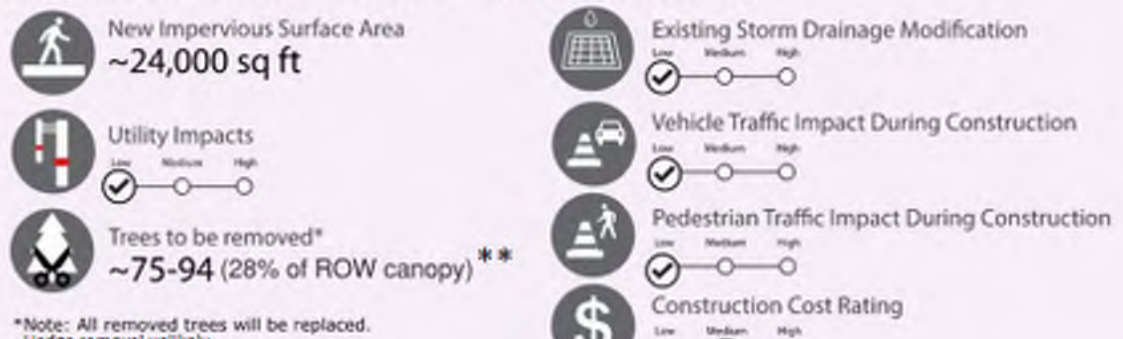 New Impervious Surface Area
~24,000 sq ft
Utility Impacts
Low Medium High
Trees to be removed*
~75-94 (28% of ROW canopy) **
*Note: All removed trees will be replaced.
Existing Storm Drainage Modification
Low Medium High
Vehicle Traffic Impact During Construction
Low Medium High
Pedestrian Traffic Impact During Construction
Low Medium High
Construction Cost Rating
Low Medium High